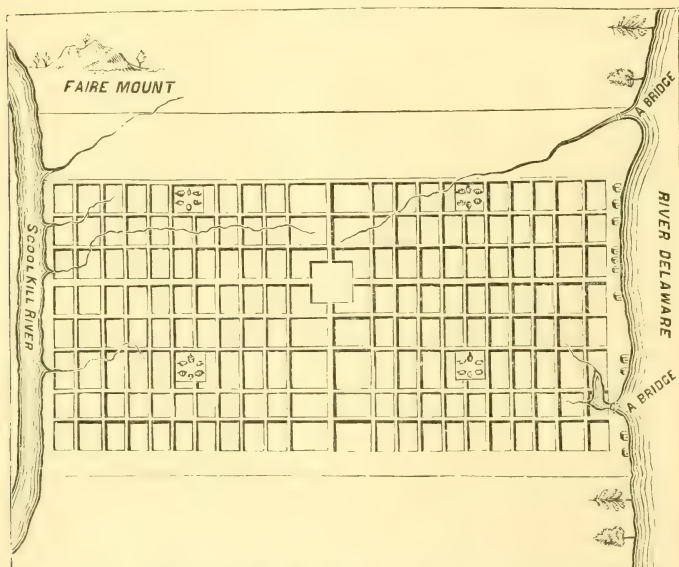 FAIRE MOUNT
A BRIDGE
SCOOLKILL RIVER
RIVER DELAWARE
A BRIDGE